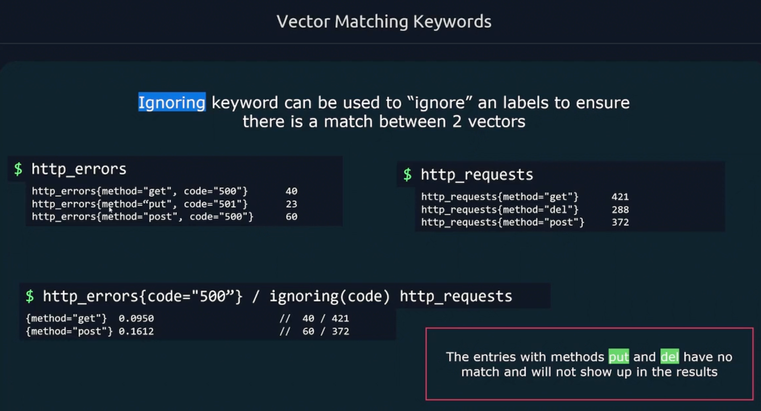 Vector Matching Keywords
Ignoring keyword can be used to “ignore” an labels to ensure
there is a match between 2 vectors
$ http_errors
http_errors{method="get", code="500"} 40
http_errors{method=“put", code="501"} 23
http_errors{method="post", code="500"} 60
$ http_requests
http_requests{method="get"} 421
http_requests{method="del"} 288
http_requests{method="post"} 372
$ http_errors{code="500”} / ignoring(code) http_requests
{method="get"} 0.0950 // 40 / 421
{method="post"} 0.1612 // 60 / 372
The entries with methods put and del have no
match and will not show up in the results